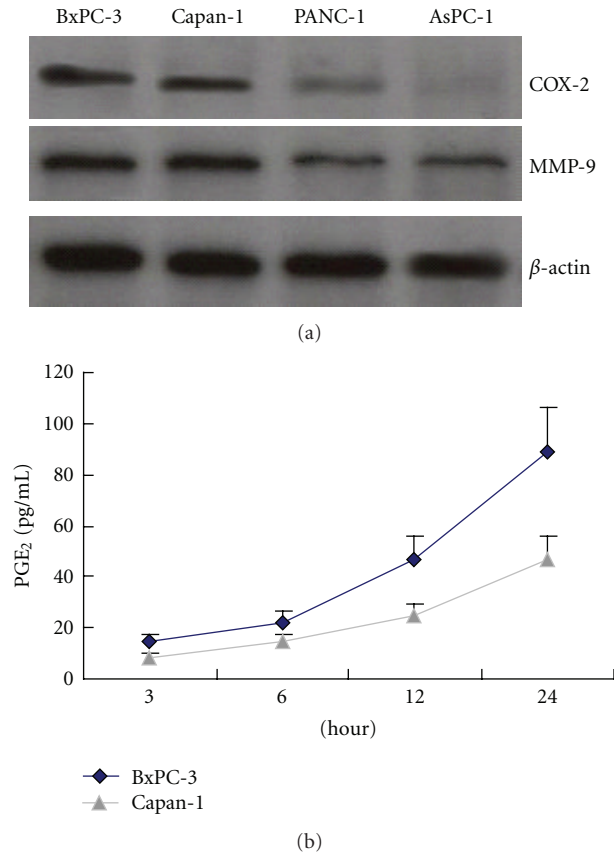 BxPC-3 Capan-1 PANC-1 AsPC-1
COX-2
MMP-9
β-actin
(a)
120
100
80
60
40
20
0
PGE₂ (pg/mL)
3 6 12 24
(hour)
BxPC-3
Capan-1
(b)